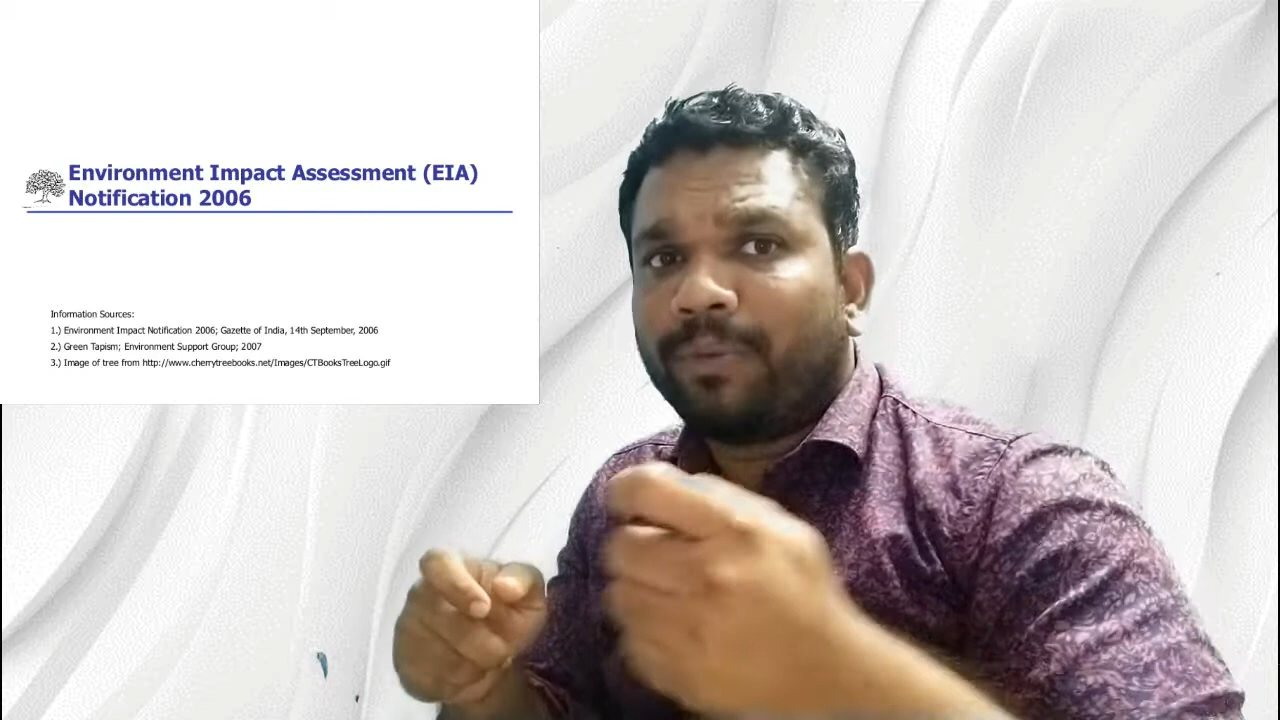 Environment Impact Assessment (EIA)
Notification 2006
Information Sources:
1.) Environment Impact Notification 2006; Gazette of India, 14th September, 2006
2.) Green Tapism; Environment Support Group; 2007
3.) Image of tree from http://www.cherrytreebooks.net/Images/CTBooksTreeLogo.gif